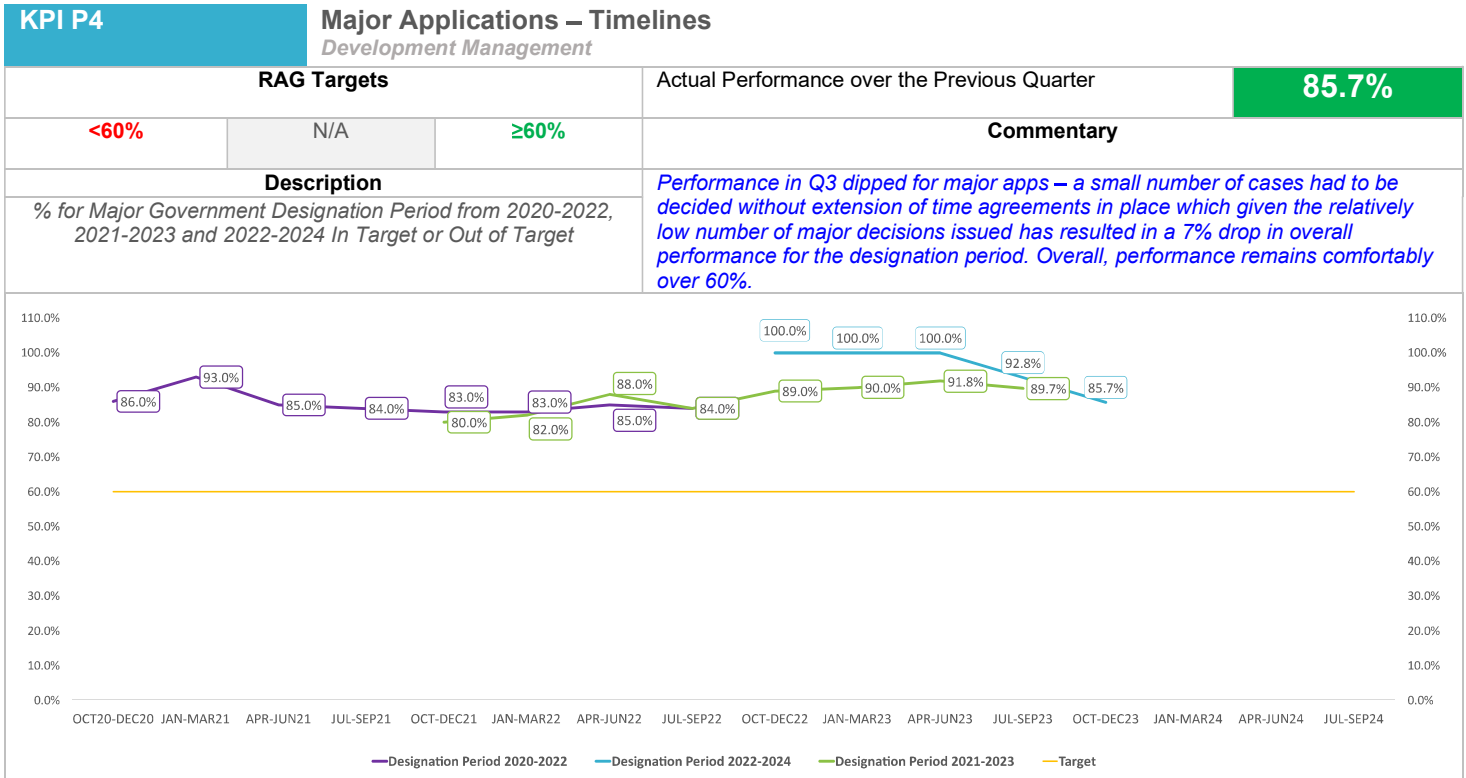 KPI P4
Major Applications – Timelines
Development Management
RAG Targets
Actual Performance over the Previous Quarter
85.7%
<60%
N/A
≥60%
Commentary
Description
% for Major Government Designation Period from 2020-2022,
2021-2023 and 2022-2024 In Target or Out of Target
Performance in Q3 dipped for major apps – a small number of cases had to be
decided without extension of time agreements in place which given the relatively
low number of major decisions issued has resulted in a 7% drop in overall
performance for the designation period. Overall, performance remains comfortably
over 60%.
110.0%
100.0%
90.0%
80.0%
70.0%
60.0%
50.0%
40.0%
30.0%
20.0%
10.0%
0.0%
86.0%
93.0%
85.0%
84.0%
83.0%
80.0%
83.0%
82.0%
88.0%
85.0%
84.0%
100.0%
89.0%
100.0%
90.0%
100.0%
91.8%
92.8%
89.7%
85.7%
110.0%
100.0%
90.0%
80.0%
70.0%
60.0%
50.0%
40.0%
30.0%
20.0%
10.0%
0.0%
OCT20-DEC20 JAN-MAR21 APR-JUN21 JUL-SEP21 OCT-DEC21 JAN-MAR22 APR-JUN22 JUL-SEP22 OCT-DEC22 JAN-MAR23 APR-JUN23 JUL-SEP23 OCT-DEC23 JAN-MAR24 APR-JUN24 JUL-SEP24
Designation Period 2020-2022 Designation Period 2022-2024 Designation Period 2021-2023 Target